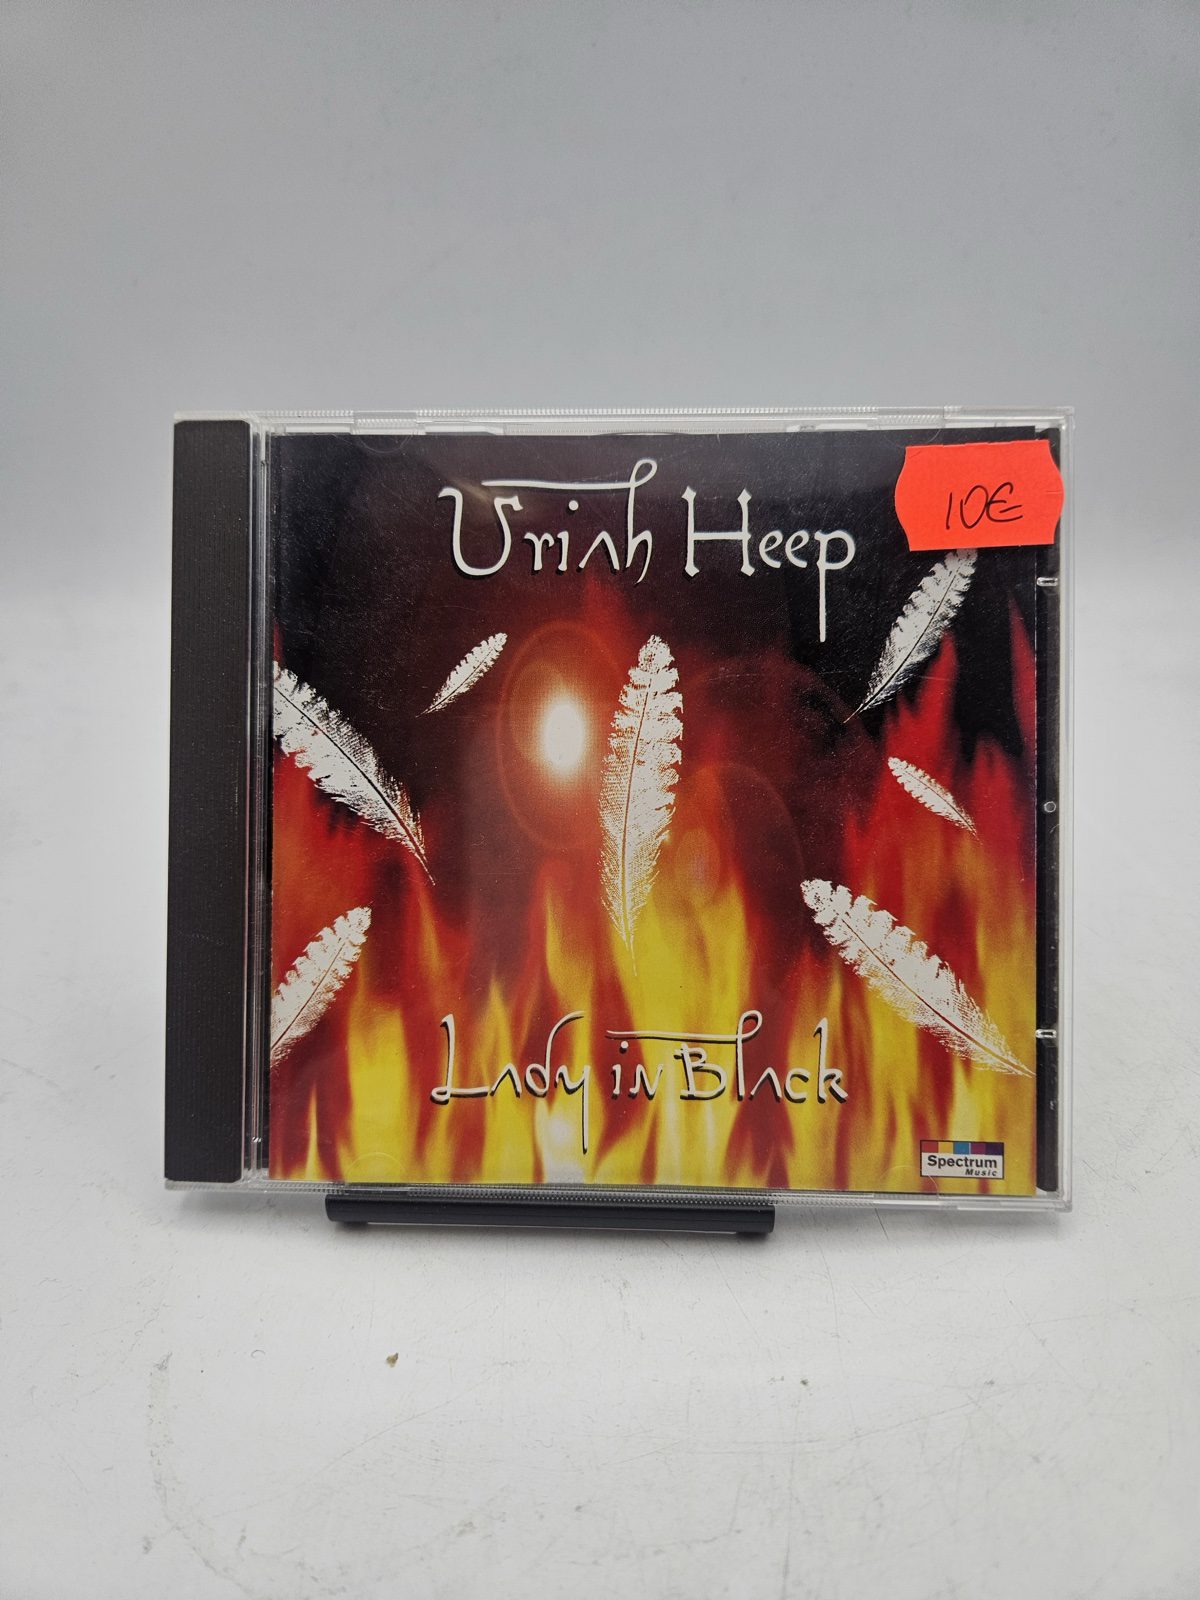 Uriah Heep
10€
Lady in Black
Spectrum
Music